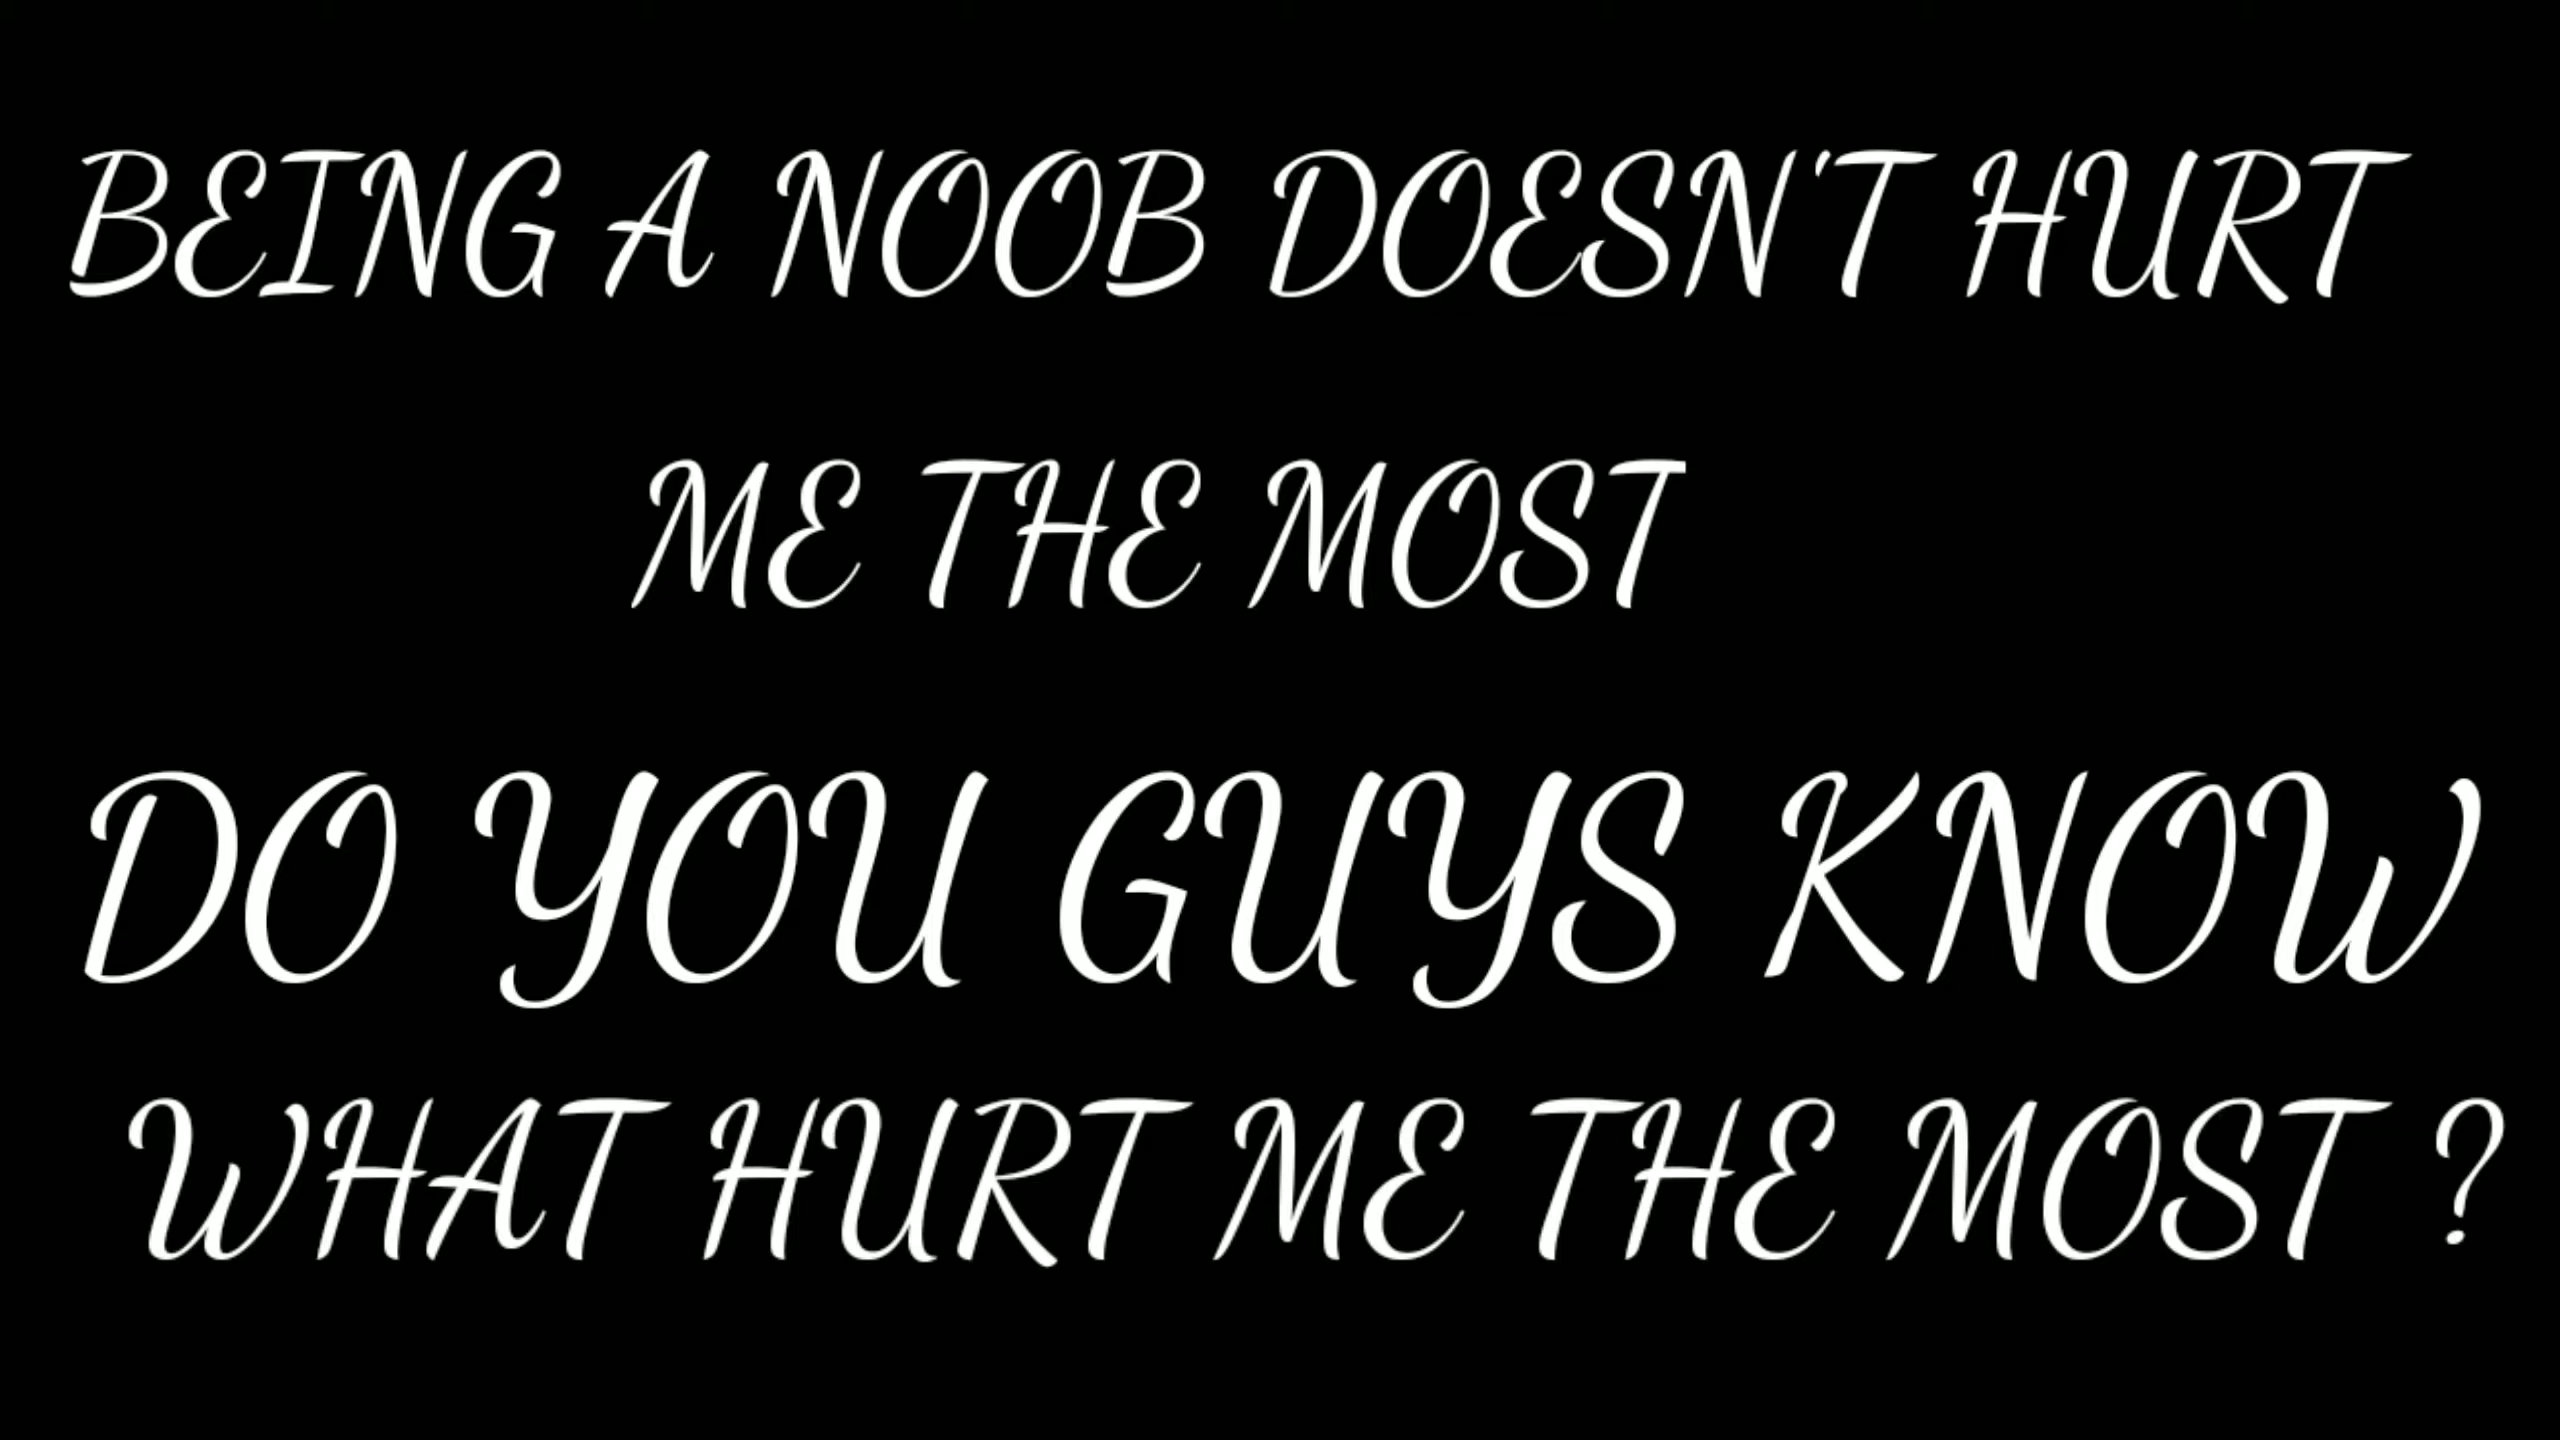 BEING A NOOB DOESN'T HURT
ME THE MOST
DO YOU GUYS KNOW
WHAT HURT ME THE MOST ?